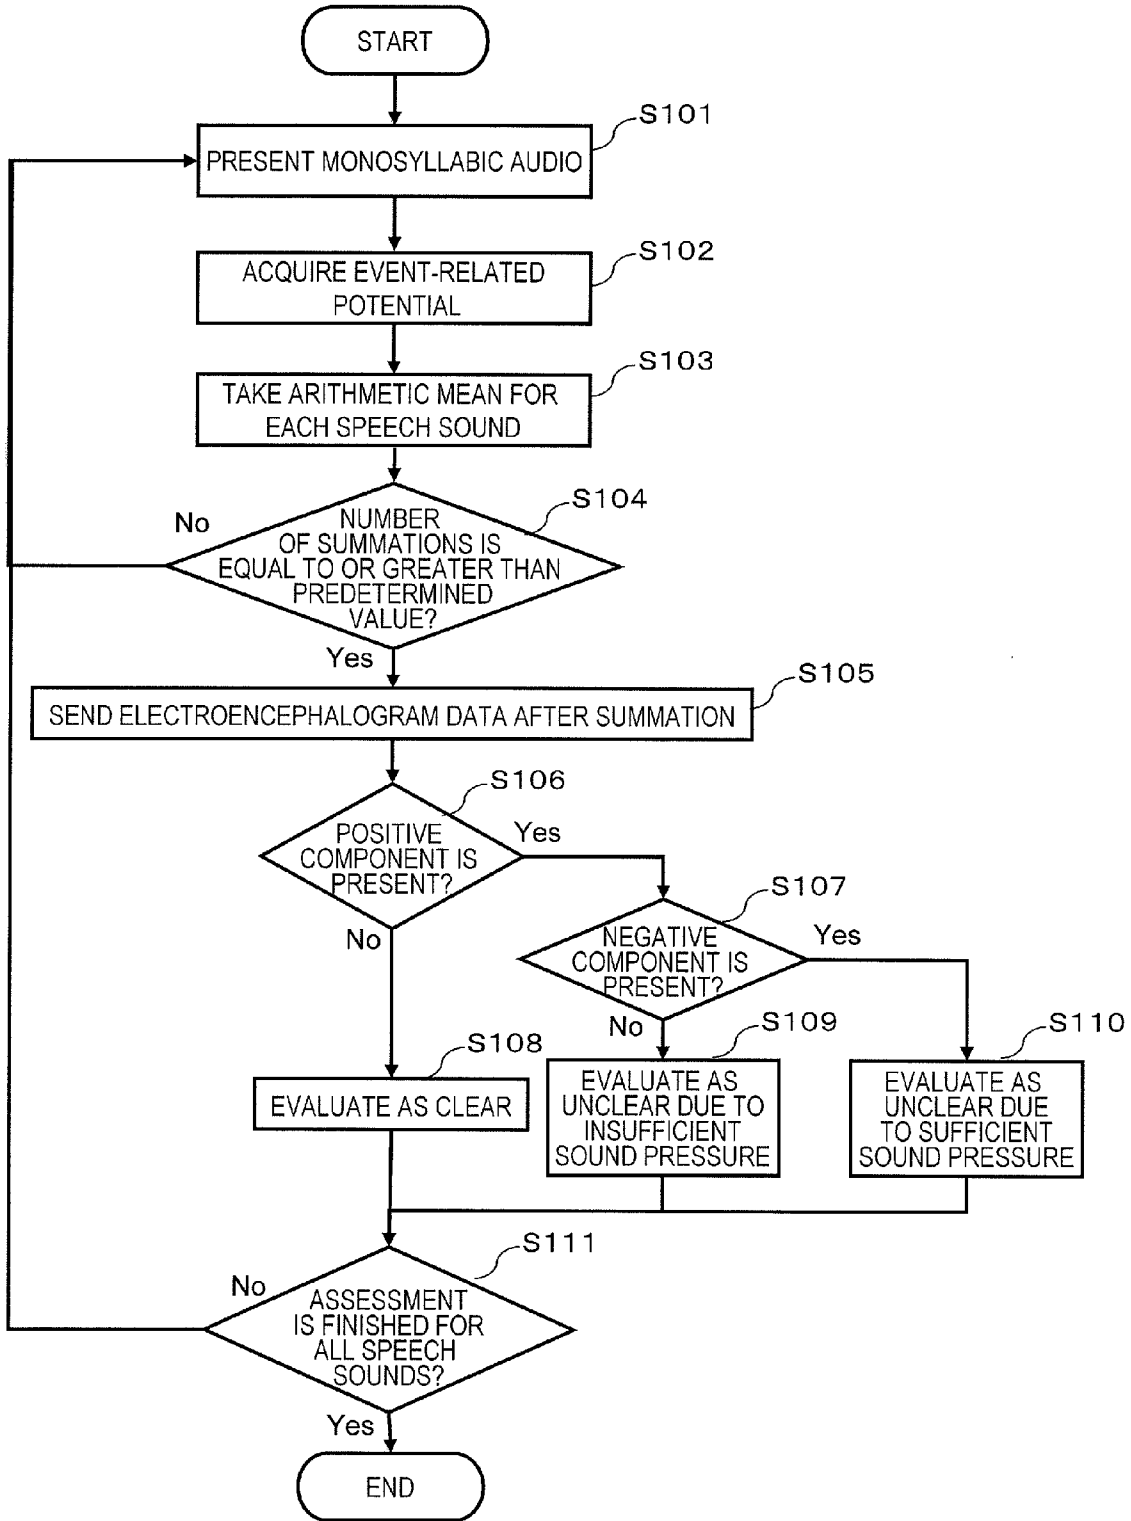 START
S101
PRESENT MONOSYLLABIC AUDIO
S102
ACQUIRE EVENT-RELATED
POTENTIAL
S103
TAKE ARITHMETIC MEAN FOR
EACH SPEECH SOUND
S104
No
NUMBER
OF SUMMATIONS IS
EQUAL TO OR GREATER THAN
PREDETERMINED
VALUE?
Yes
S105
SEND ELECTROENCEPHALOGRAM DATA AFTER SUMMATION
S106
POSITIVE
COMPONENT IS
PRESENT?
Yes
No
S107
NEGATIVE
COMPONENT IS
PRESENT?
Yes
No
S108
EVALUATE AS CLEAR
S109
EVALUATE AS
UNCLEAR DUE TO
INSUFFICIENT
SOUND PRESSURE
S110
EVALUATE AS
UNCLEAR DUE
TO SUFFICIENT
SOUND PRESSURE
S111
No
ASSESSMENT
IS FINISHED FOR
ALL SPEECH
SOUNDS?
Yes
END